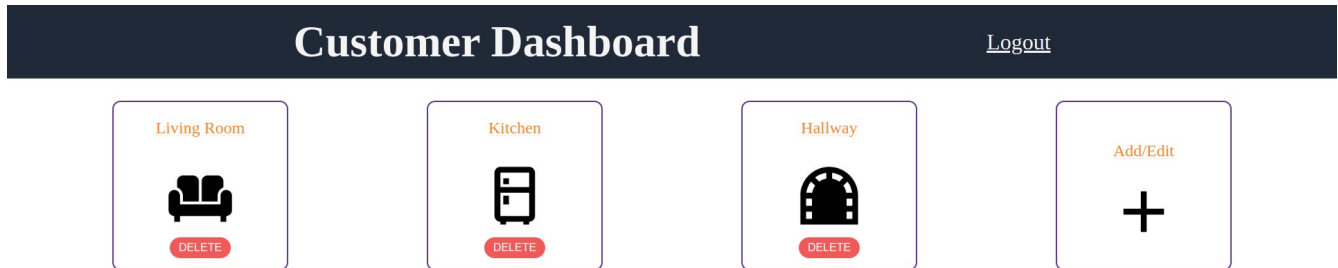 Customer Dashboard
Logout
Living Room
DELETE
Kitchen
DELETE
Hallway
DELETE
Add/Edit